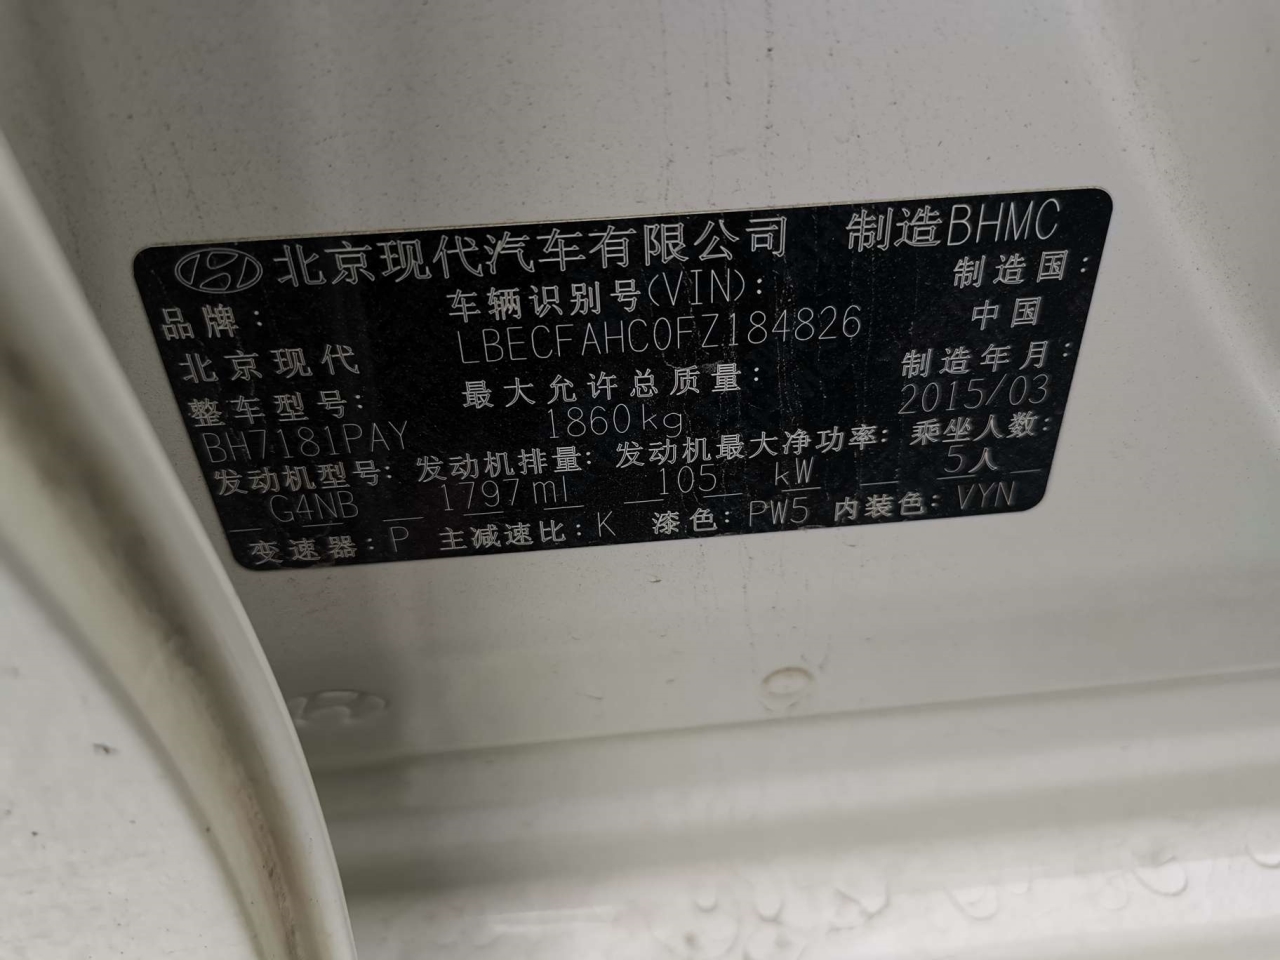 北京现代汽车有限公司 制造BHMC
品牌: 车辆识别号(VIN): 制造国:
北京现代 LBECFAHC0FZ184826 中国
整车型号: 最大允许总质量: 制造年月:
BH7181PAY 1860kg 2015/03
发动机型号: 发动机排量: 发动机最大净功率: 乘坐人数:
G4NB 1797ml 105 kW 5人
变速器: P 主减速比: K 漆色: PW5 内装色: VYN